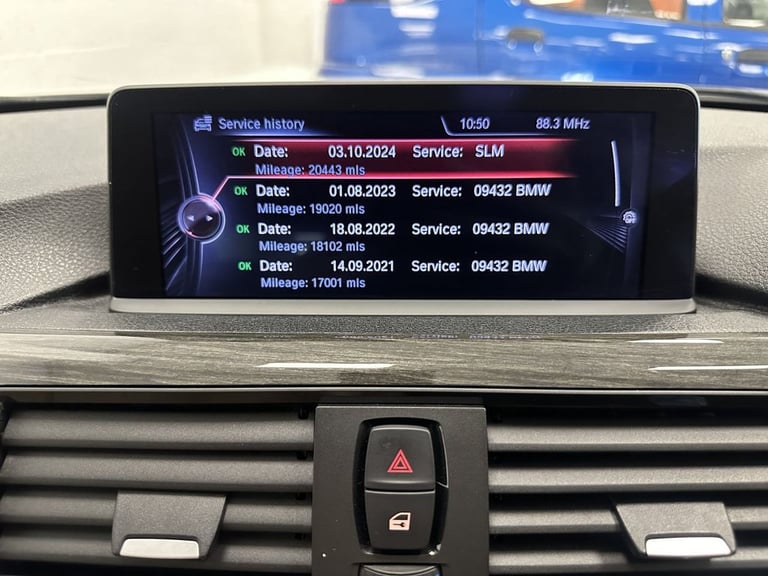 Service history 10:50 88.3 MHz
OK Date: 03.10.2024 Service: SLM
Mileage: 20443 mls
OK Date: 01.08.2023 Service: 09432 BMW
Mileage: 19020 mls
OK Date: 18.08.2022 Service: 09432 BMW
Mileage: 18102 mls
OK Date: 14.09.2021 Service: 09432 BMW
Mileage: 17001 mls